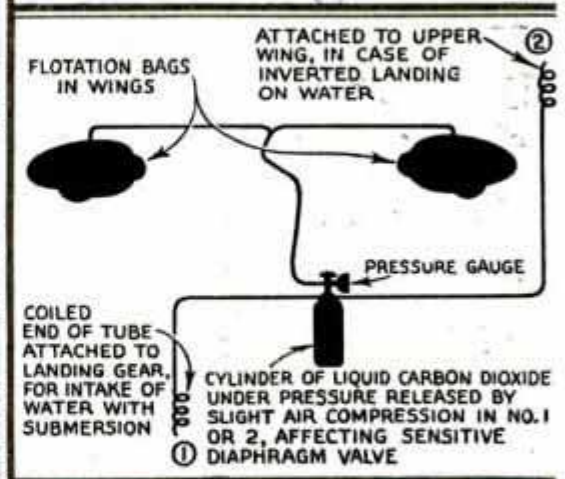 ATTACHED TO UPPER
WING, IN CASE OF
INVERTED LANDING
ON WATER
②
FLOTATION BAGS
IN WINGS
PRESSURE GAUGE
COILED
END OF TUBE
ATTACHED TO
LANDING GEAR,
FOR INTAKE OF
WATER WITH
SUBMERSION
①
CYLINDER OF LIQUID CARBON DIOXIDE
UNDER PRESSURE RELEASED BY
SLIGHT AIR COMPRESSION IN NO.1
OR 2, AFFECTING SENSITIVE
DIAPHRAGM VALVE